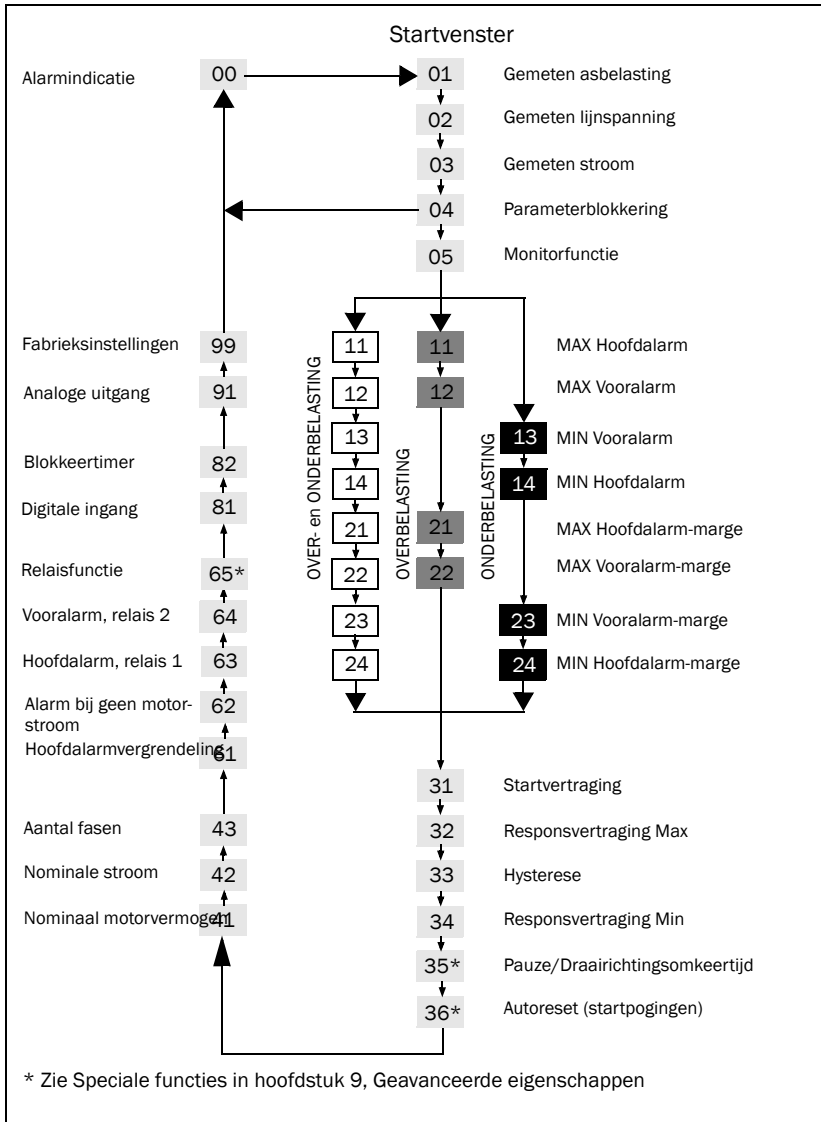 Startvenster
Alarmindicatie 00 01 Gemeten asbelasting
02 Gemeten lijnspanning
03 Gemeten stroom
04 Parameterblokkering
05 Monitorfunctie
Fabrieksinstellingen 99 11 11 MAX Hoofdalarm
Analoge uitgang 91 12 12 MAX Vooralarm
OVER- en ONDERBELASTING
OVERBELASTING
ONDERBELASTING
Blokkeertimer 82 13 13 MIN Vooralarm
14 14 MIN Hoofdalarm
Digitale ingang 81 21 21 MAX Hoofdalarm-marge
Relaisfunctie 65* 22 22 MAX Vooralarm-marge
Vooralarm, relais 2 64 23 23 MIN Vooralarm-marge
Hoofdalarm, relais 1 63 24 24 MIN Hoofdalarm-marge
Alarm bij geen motor-
stroom 62
Hoofdalarmvergrendeling 61
31 Startvertraging
Aantal fasen 43 32 Responsvertraging Max
Nominale stroom 42 33 Hysterese
Nominaal motorvermogen 41 34 Responsvertraging Min
35* Pauze/Draairichtingsomkeertijd
36* Autoreset (startpogingen)
* Zie Speciale functies in hoofdstuk 9, Geavanceerde eigenschappen